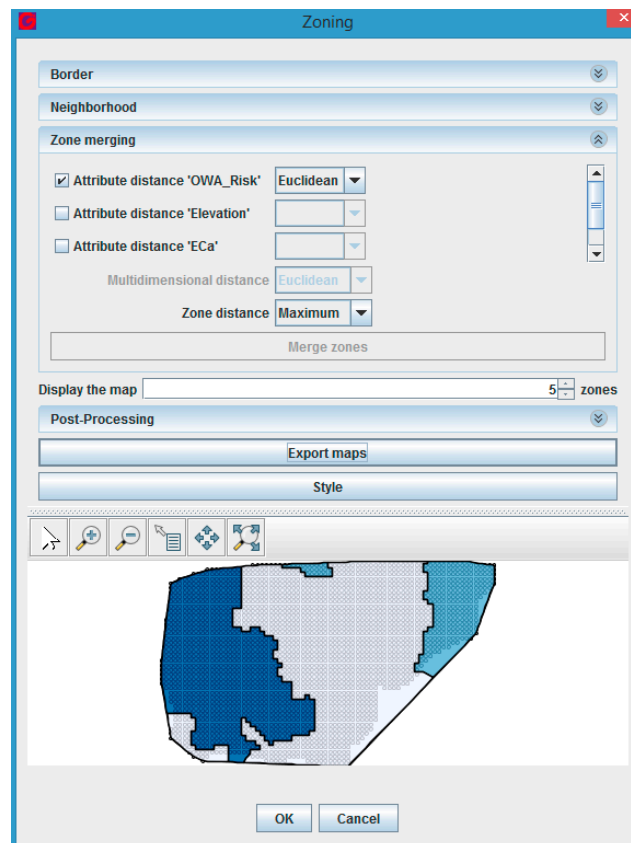 Zoning
Border
Neighborhood
Zone merging
Attribute distance 'OWA_Risk' Euclidean
Attribute distance 'Elevation'
Attribute distance 'ECa'
Multidimensional distance Euclidean
Zone distance Maximum
Merge zones
Display the map 5 zones
Post-Processing
Export maps
Style
OK Cancel